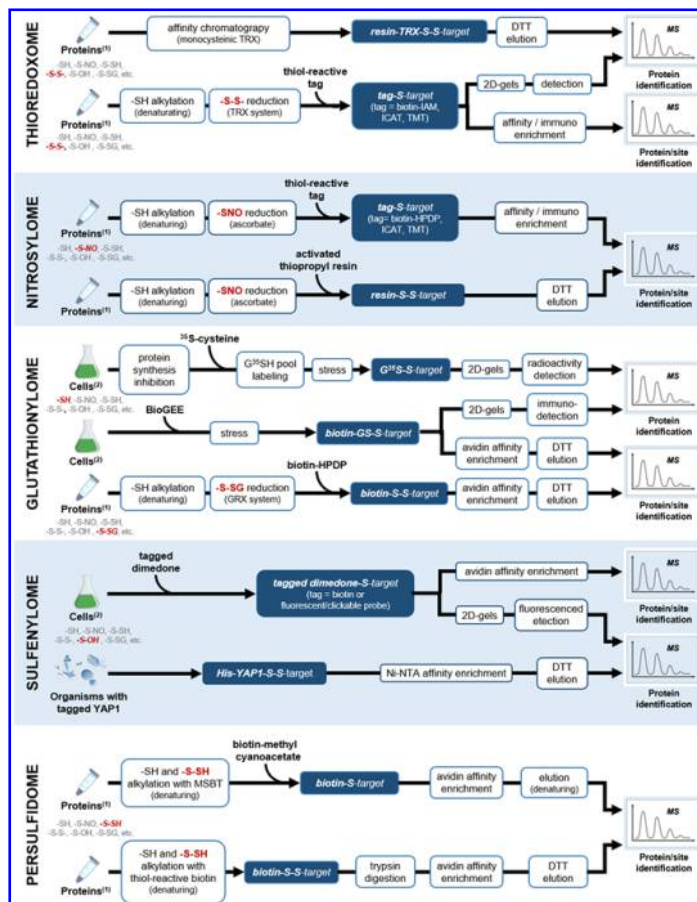 THIOREDOXOME
Proteins(1)
-SH, -S-NO, -S-SH,
-S-S-, -S-OH , -S-SG, etc.
affinity chromatograpy
(monocysteinic TRX)
resin-TRX-S-S-target
DTT
elution
MS
Protein
identification
Proteins(1)
-SH, -S-NO, -S-SH,
-S-S-, -S-OH , -S-SG, etc.
-SH alkylation
(denaturing)
-S-S- reduction
(TRX system)
thiol-reactive
tag
tag-S-target
(tag = biotin-IAM,
ICAT, TMT)
2D-gels
detection
affinity / immuno
enrichment
MS
Protein/site
identification
NITROSYLOME
Proteins(1)
-SH, -S-NO, -S-SH,
-S-S-, -S-OH , -S-SG, etc.
-SH alkylation
(denaturing)
-SNO reduction
(ascorbate)
thiol-reactive
tag
tag-S-target
(tag= biotin-HPDP,
ICAT, TMT)
affinity / immuno
enrichment
MS
Protein/site
identification
Proteins(1)
-SH alkylation
(denaturing)
-SNO reduction
(ascorbate)
activated
thiopropyl resin
resin-S-S-target
DTT
elution
GLUTATHIONYLOME
Cells(2)
-SH, -S-NO, -S-SH,
-S-S-, -S-OH , -S-SG, etc.
protein
synthesis
inhibition
35S-cysteine
G35SH pool
labeling
stress
G35S-S-target
2D-gels
radioactivity
detection
MS
Protein
identification
Cells(2)
BioGEE
stress
biotin-GS-S-target
2D-gels
immuno-
detection
avidin affinity
enrichment
DTT
elution
MS
Protein/site
identification
Proteins(1)
-SH, -S-NO, -S-SH,
-S-S-, -S-OH , -S-SG, etc.
-SH alkylation
(denaturing)
-S-SG reduction
(GRX system)
biotin-HPDP
biotin-S-S-target
avidin affinity
enrichment
DTT
elution
SULFENYLOME
Cells(2)
-SH, -S-NO, -S-SH,
-S-S-, -S-OH , -S-SG, etc.
tagged
dimedone
tagged dimedone-S-target
(tag = biotin or
fluorescent/clickable probe)
avidin affinity enrichment
2D-gels
fluorescenced
etection
MS
Protein/site
identification
Organisms with
tagged YAP1
His-YAP1-S-S-target
Ni-NTA affinity enrichment
DTT
elution
MS
Protein
identification
PERSULFIDOME
Proteins(1)
-SH, -S-NO, -S-SH
-S-S-, -S-OH, -S-SG, etc.
-SH and -S-SH
alkylation with MSBT
(denaturing)
biotin-methyl
cyanoacetate
biotin-S-target
avidin affinity
enrichment
elution
(denaturing)
MS
Protein/site
identification
Proteins(1)
-SH and -S-SH
alkylation with
thiol-reactive biotin
(denaturing)
biotin-S-S-target
trypsin
digestion
avidin affinity
enrichment
DTT
elution